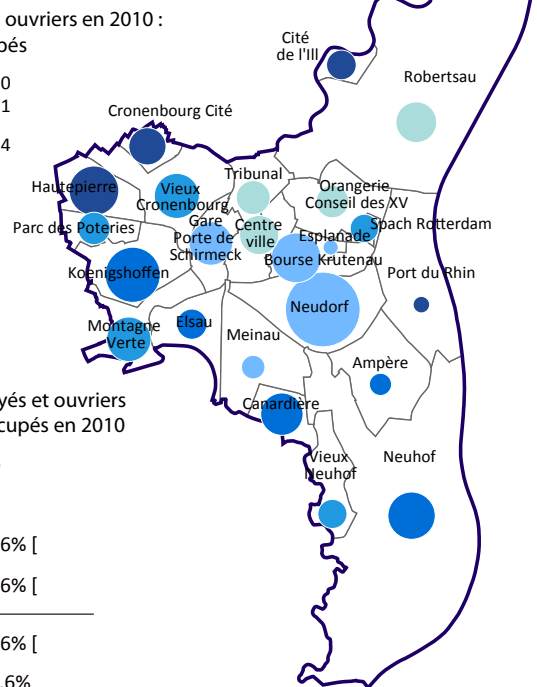 ouvriers en 2010 :
pés
0
1
4
Cité
de l'Ill
Robertsau
Cronenbourg Cité
Hautepierre
Vieux
Cronenbourg
Tribunal
Orangerie
Conseil des XV
Parc des Poteries
Gare
Porte de
Schirmeck
Centre
ville
Esplanade
Spach Rotterdam
Bourse Krutenau
Koenigshoffen
Port du Rhin
Neudorf
Montagne
Verte
Elsau
Meinau
Ampère
Canardière
yés et ouvriers
cupés en 2010
Vieux
Neuhof
Neuhof
6% [
6% [
6% [
6%